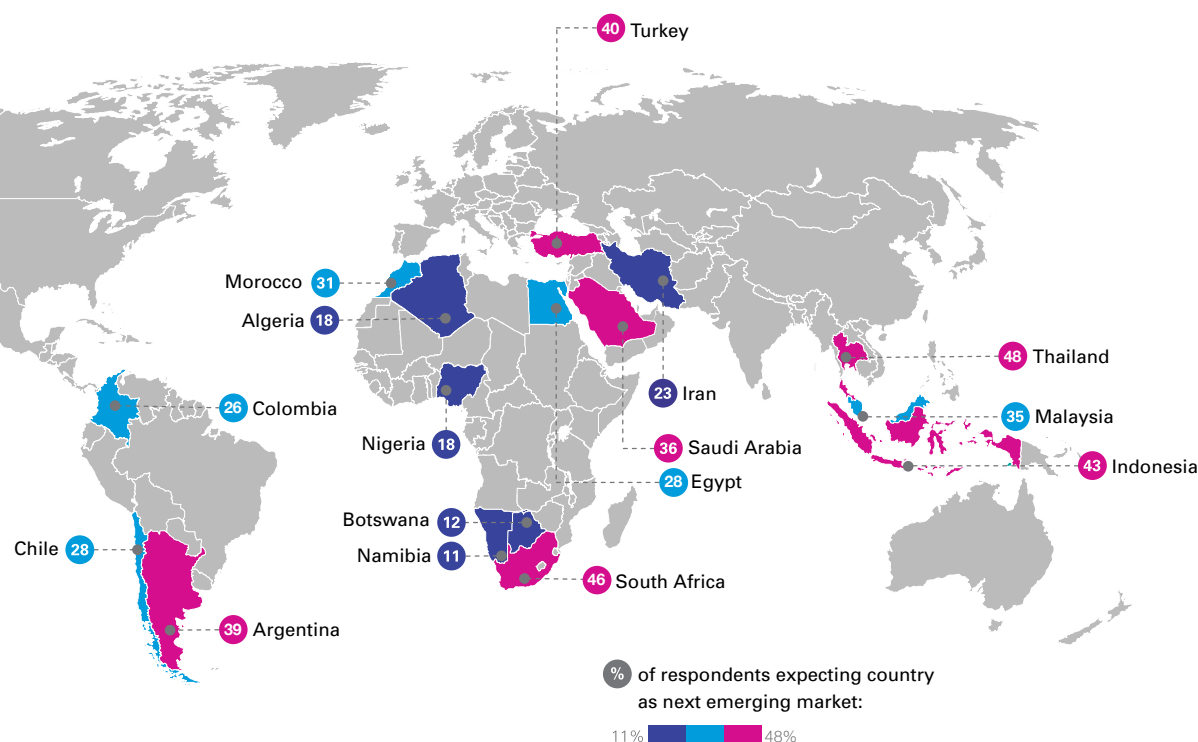 40 Turkey
Morocco 31
Algeria 18
48 Thailand
23 Iran
26 Colombia
35 Malaysia
Nigeria 18
36 Saudi Arabia
43 Indonesia
28 Egypt
Botswana 12
Chile 28
Namibia 11
46 South Africa
39 Argentina
% of respondents expecting country
as next emerging market:
11% 48%